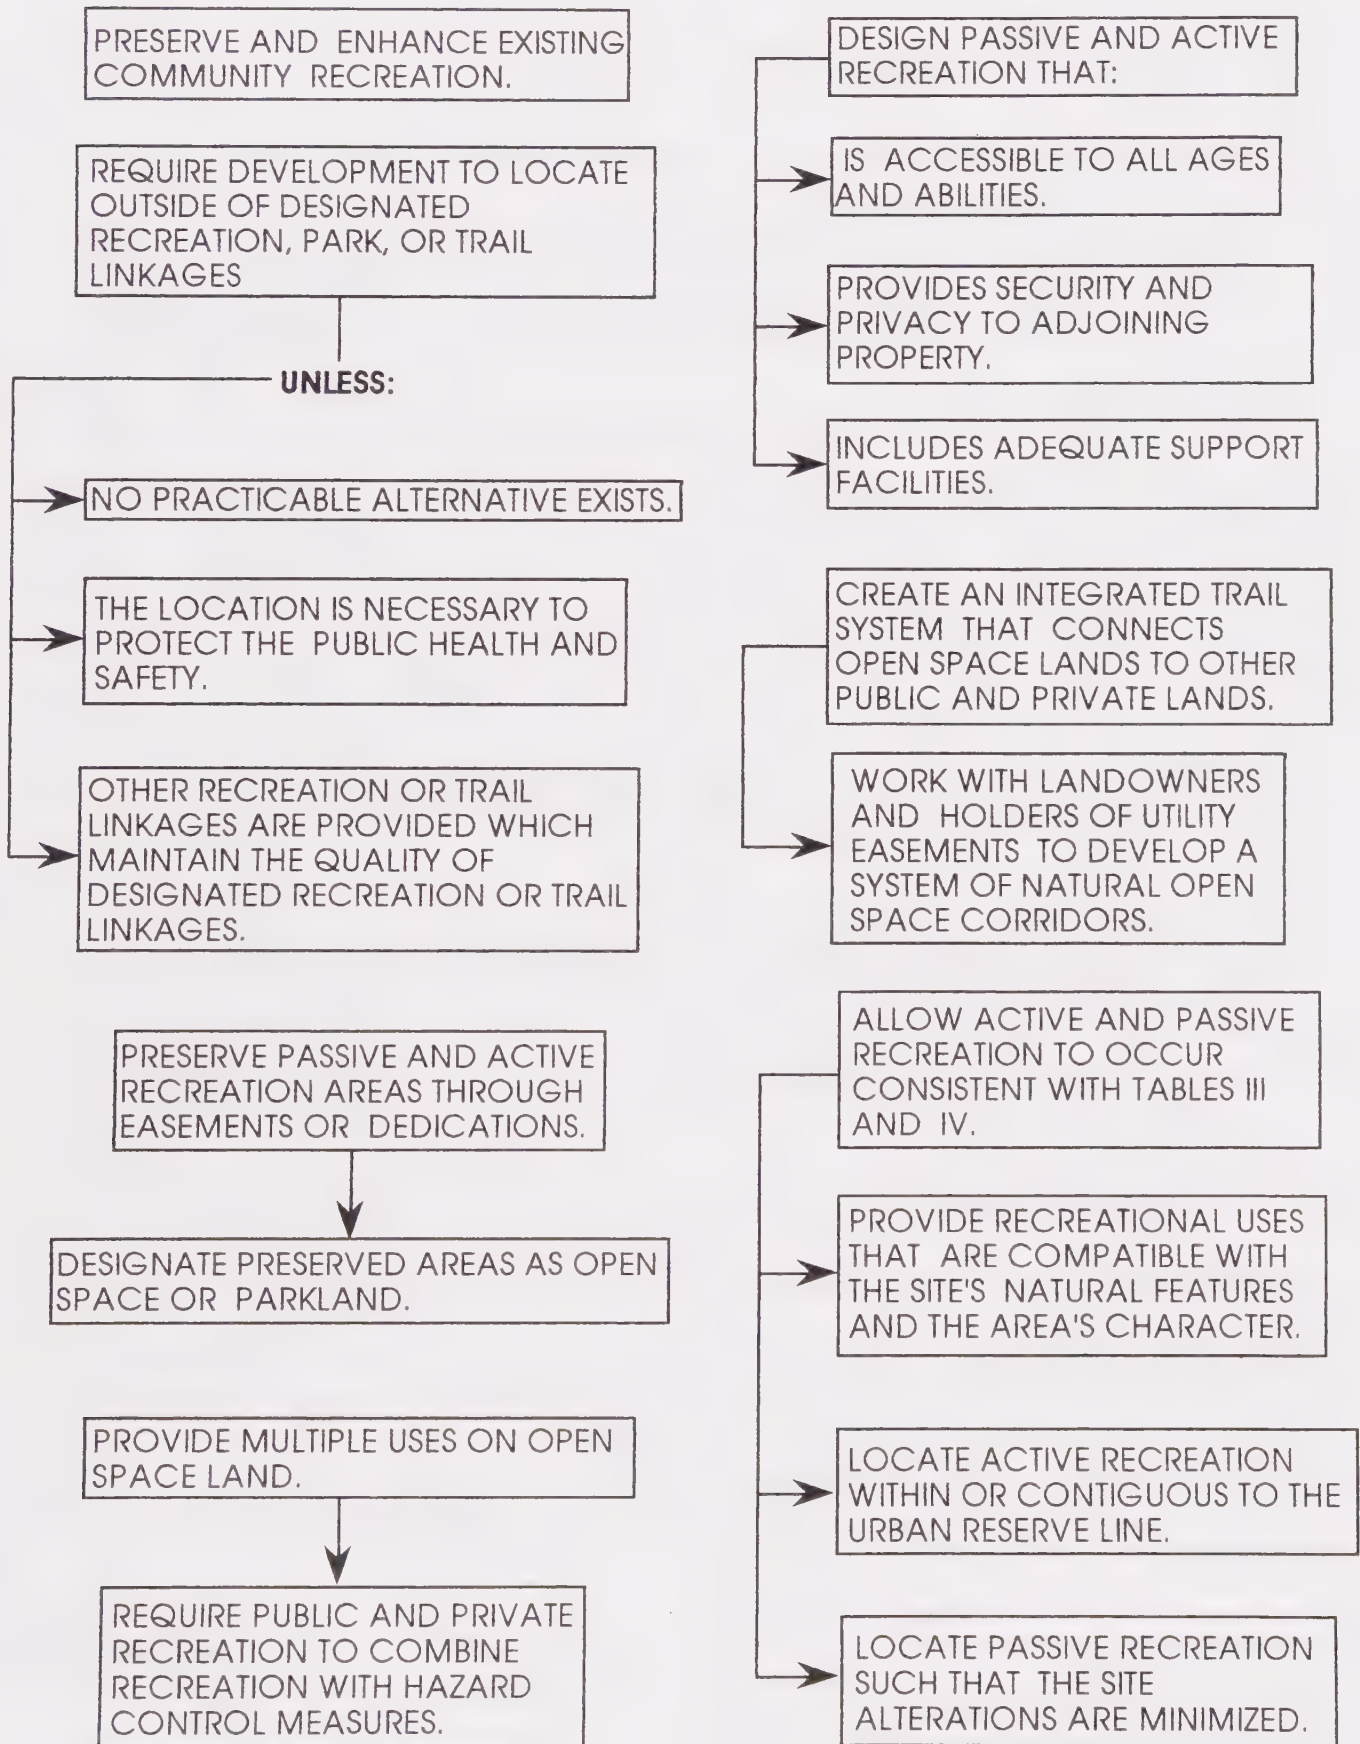 PRESERVE AND ENHANCE EXISTING
COMMUNITY RECREATION.
REQUIRE DEVELOPMENT TO LOCATE
OUTSIDE OF DESIGNATED
RECREATION, PARK, OR TRAIL
LINKAGES
UNLESS:
NO PRACTICABLE ALTERNATIVE EXISTS.
THE LOCATION IS NECESSARY TO
PROTECT THE PUBLIC HEALTH AND
SAFETY.
OTHER RECREATION OR TRAIL
LINKAGES ARE PROVIDED WHICH
MAINTAIN THE QUALITY OF
DESIGNATED RECREATION OR TRAIL
LINKAGES.
PRESERVE PASSIVE AND ACTIVE
RECREATION AREAS THROUGH
EASEMENTS OR DEDICATIONS.
DESIGNATE PRESERVED AREAS AS OPEN
SPACE OR PARKLAND.
PROVIDE MULTIPLE USES ON OPEN
SPACE LAND.
REQUIRE PUBLIC AND PRIVATE
RECREATION TO COMBINE
RECREATION WITH HAZARD
CONTROL MEASURES.
DESIGN PASSIVE AND ACTIVE
RECREATION THAT:
IS ACCESSIBLE TO ALL AGES
AND ABILITIES.
PROVIDES SECURITY AND
PRIVACY TO ADJOINING
PROPERTY.
INCLUDES ADEQUATE SUPPORT
FACILITIES.
CREATE AN INTEGRATED TRAIL
SYSTEM THAT CONNECTS
OPEN SPACE LANDS TO OTHER
PUBLIC AND PRIVATE LANDS.
WORK WITH LANDOWNERS
AND HOLDERS OF UTILITY
EASEMENTS TO DEVELOP A
SYSTEM OF NATURAL OPEN
SPACE CORRIDORS.
ALLOW ACTIVE AND PASSIVE
RECREATION TO OCCUR
CONSISTENT WITH TABLES III
AND IV.
PROVIDE RECREATIONAL USES
THAT ARE COMPATIBLE WITH
THE SITE'S NATURAL FEATURES
AND THE AREA'S CHARACTER.
LOCATE ACTIVE RECREATION
WITHIN OR CONTIGUOUS TO THE
URBAN RESERVE LINE.
LOCATE PASSIVE RECREATION
SUCH THAT THE SITE
ALTERATIONS ARE MINIMIZED.